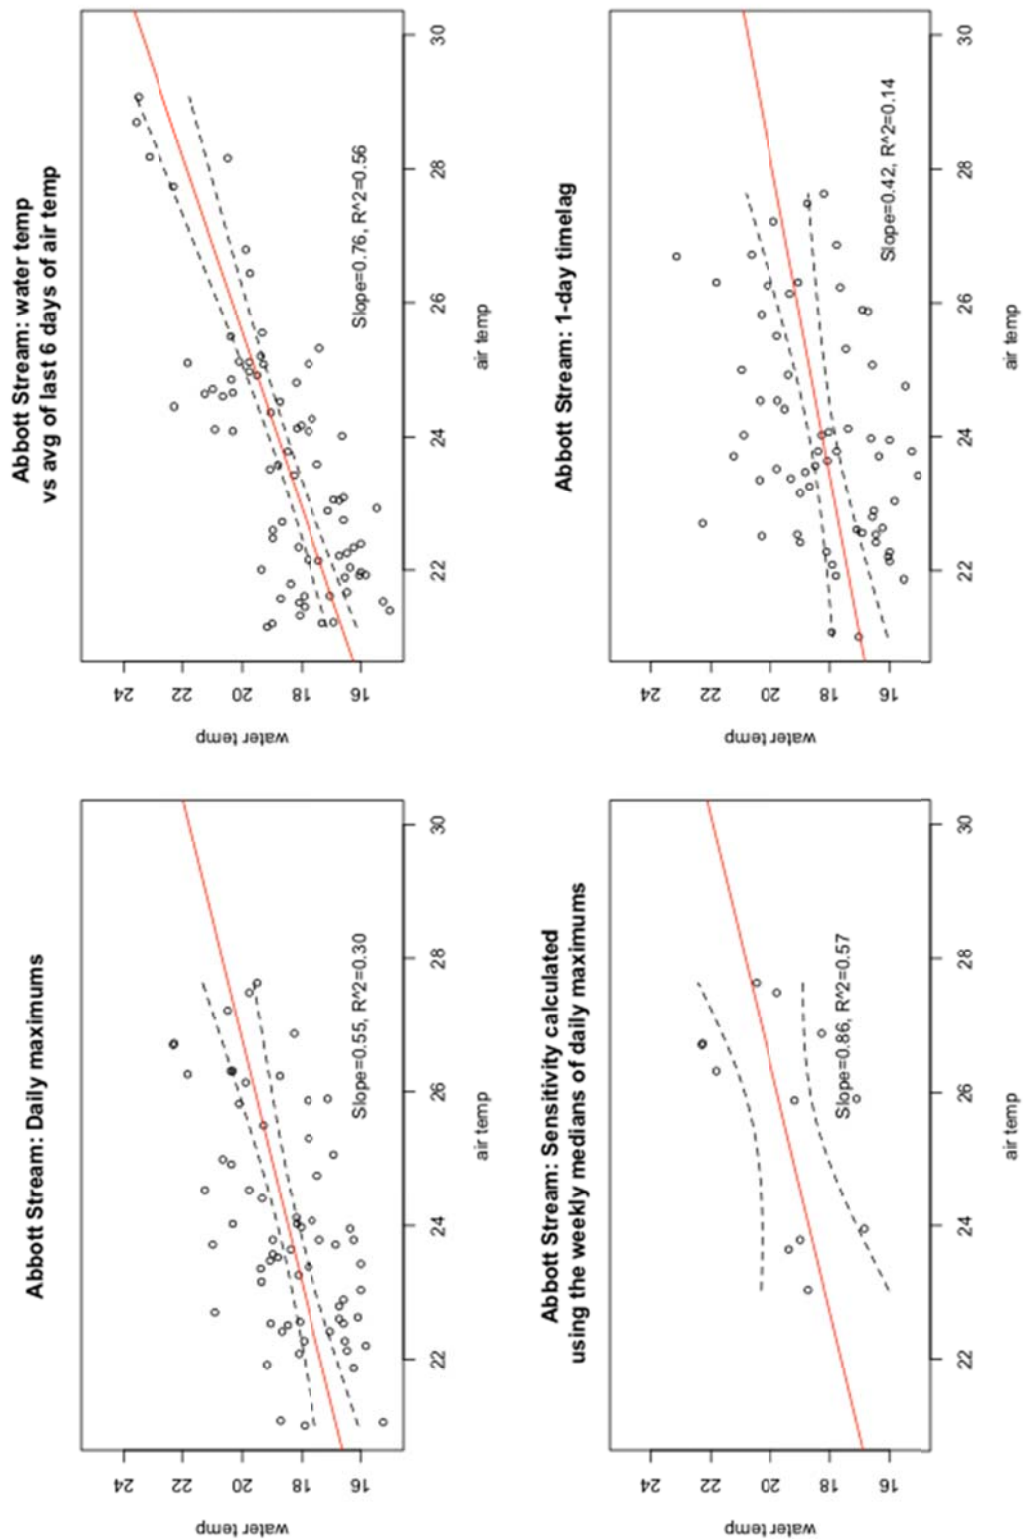 Abbott Stream: Daily maximums
water temp
24
22
20
18
16
Slope=0.55, R^2=0.30
22 24 26 28 30
air temp
Abbott Stream: water temp
vs avg of last 6 days of air temp
water temp
24
22
20
18
16
Slope=0.76, R^2=0.56
22 24 26 28 30
air temp
Abbott Stream: Sensitivity calculated
using the weekly medians of daily maximums
water temp
24
22
20
18
16
Slope=0.86, R^2=0.57
22 24 26 28 30
air temp
Abbott Stream: 1-day timelag
water temp
24
22
20
18
16
Slope=0.42, R^2=0.14
22 24 26 28 30
air temp